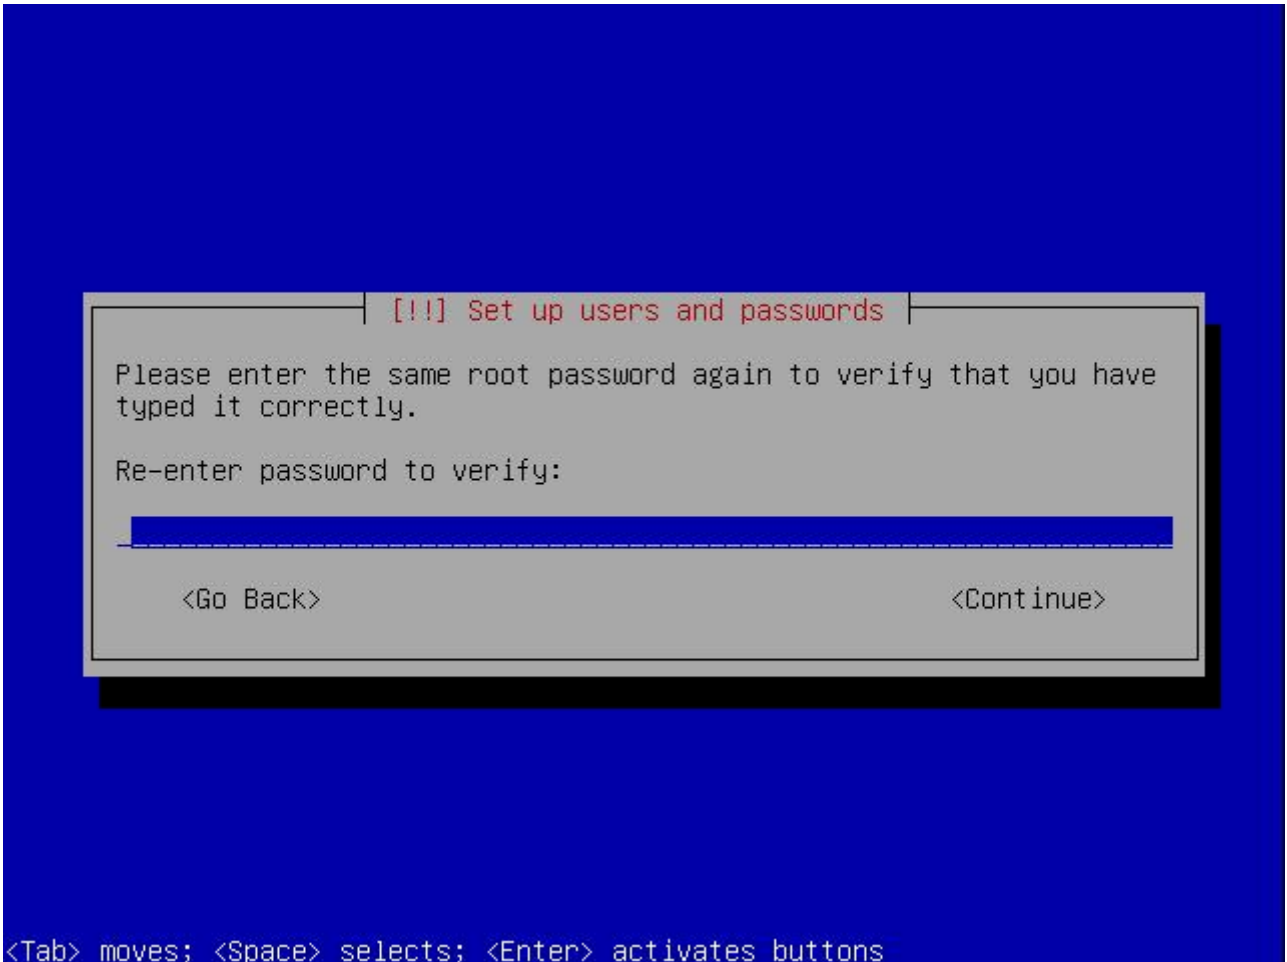 [!!] Set up users and passwords
Please enter the same root password again to verify that you have
typed it correctly.
Re-enter password to verify:
<Go Back> <Continue>
<Tab> moves; <Space> selects; <Enter> activates buttons